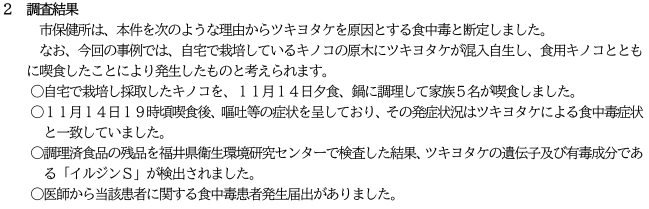 ２　調査結果
市保健所は、本件を次のような理由からツキヨタケを原因とする食中毒と断定しました。
なお、今回の事例では、自宅で栽培しているキノコの原木にツキヨタケが混入自生し、食用キノコととも
に喫食したことにより発生したものと考えられます。
○自宅で栽培し採取したキノコを、１１月１４日夕食、鍋に調理して家族５名が喫食しました。
○１１月１４日１９時頃喫食後、嘔吐等の症状を呈しており、その発症状況はツキヨタケによる食中毒症状
と一致していました。
○調理済食品の残品を福井県衛生環境研究センターで検査した結果、ツキヨタケの遺伝子及び有毒成分であ
る「イルジンＳ」が検出されました。
○医師から当該患者に関する食中毒患者発生届出がありました。